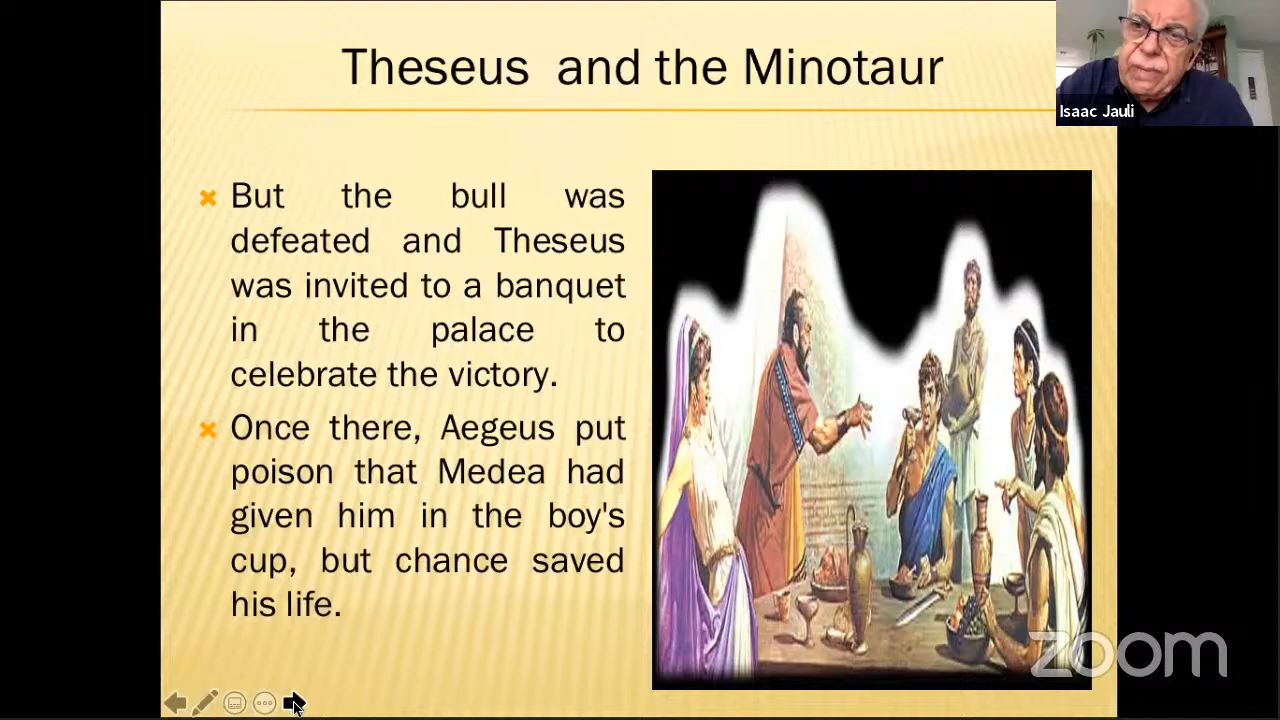 Theseus and the Minotaur
Isaac Jauli
But the bull was
defeated and Theseus
was invited to a banquet
in the palace to
celebrate the victory.
Once there, Aegeus put
poison that Medea had
given him in the boy's
cup, but chance saved
his life.
zoom